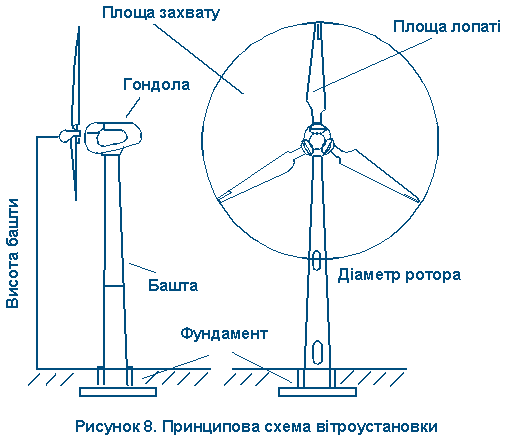 Площа захвату
Площа лопаті
Гондола
Висота башти
Діаметр ротора
Башта
Фундамент
Рисунок 8. Принципова схема вітроустановки